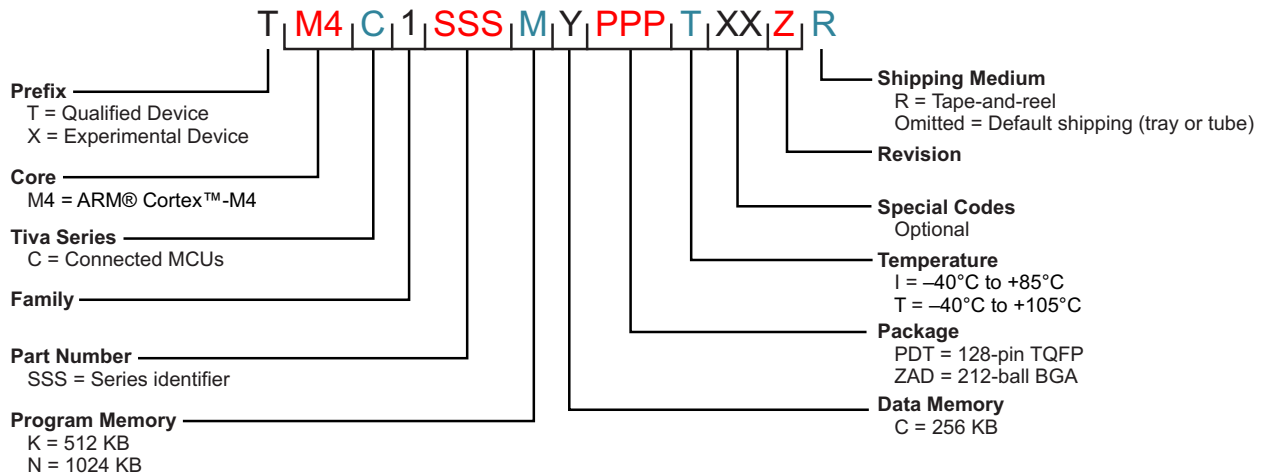 T M4 C 1 SSS M Y PPP T XX Z R
Prefix
T = Qualified Device
X = Experimental Device
Core
M4 = ARM® Cortex™-M4
Tiva Series
C = Connected MCUs
Family
Part Number
SSS = Series identifier
Program Memory
K = 512 KB
N = 1024 KB
Shipping Medium
R = Tape-and-reel
Omitted = Default shipping (tray or tube)
Revision
Special Codes
Optional
Temperature
I = –40°C to +85°C
T = –40°C to +105°C
Package
PDT = 128-pin TQFP
ZAD = 212-ball BGA
Data Memory
C = 256 KB